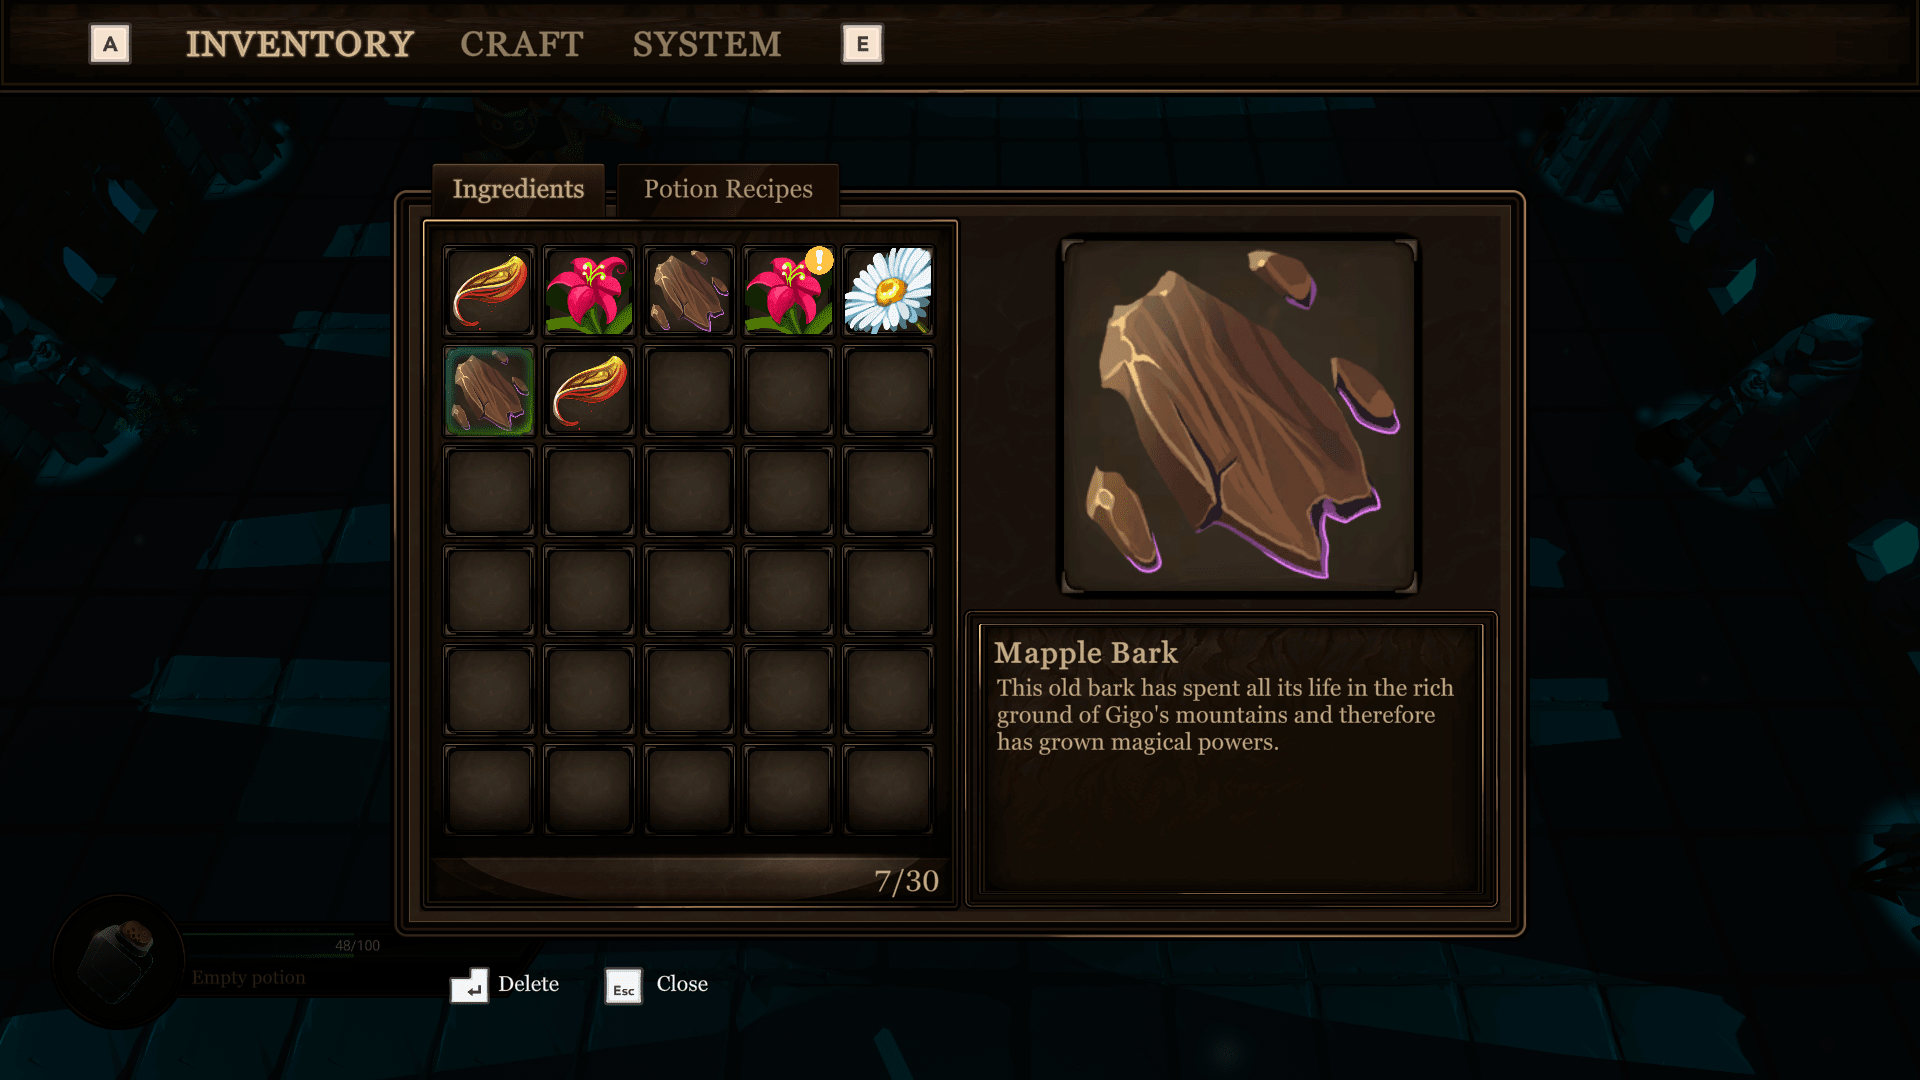 A INVENTORY CRAFT SYSTEM E
Ingredients Potion Recipes
!
Mapple Bark
This old bark has spent all its life in the rich
ground of Gigo's mountains and therefore
has grown magical powers.
7/30
48/100
Empty potion
Delete Esc Close